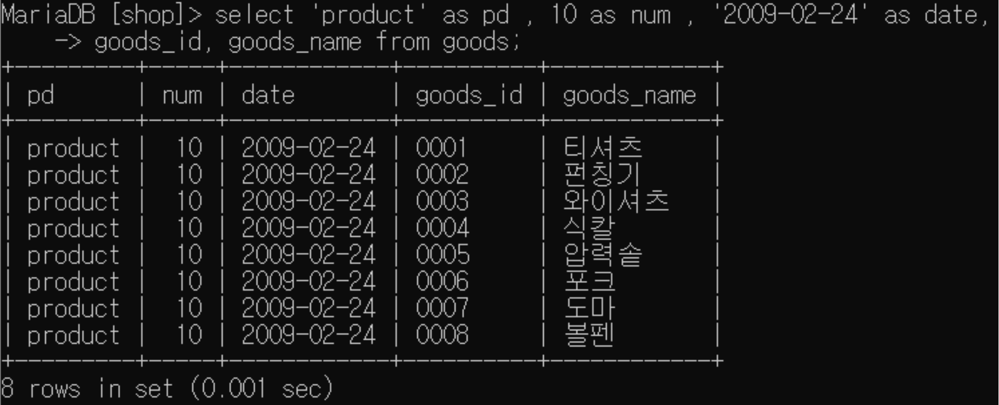 MariaDB [shop]> select 'product' as pd , 10 as num , '2009-02-24' as date,
    -> goods_id, goods_name from goods;
+---------+-----+------------+----------+------------+
| pd      | num | date       | goods_id | goods_name |
+---------+-----+------------+----------+------------+
| product |  10 | 2009-02-24 | 0001     | 티셔츠     |
| product |  10 | 2009-02-24 | 0002     | 펀칭기     |
| product |  10 | 2009-02-24 | 0003     | 와이셔츠   |
| product |  10 | 2009-02-24 | 0004     | 식칼       |
| product |  10 | 2009-02-24 | 0005     | 압력솥     |
| product |  10 | 2009-02-24 | 0006     | 포크       |
| product |  10 | 2009-02-24 | 0007     | 도마       |
| product |  10 | 2009-02-24 | 0008     | 볼펜       |
+---------+-----+------------+----------+------------+
8 rows in set (0.001 sec)